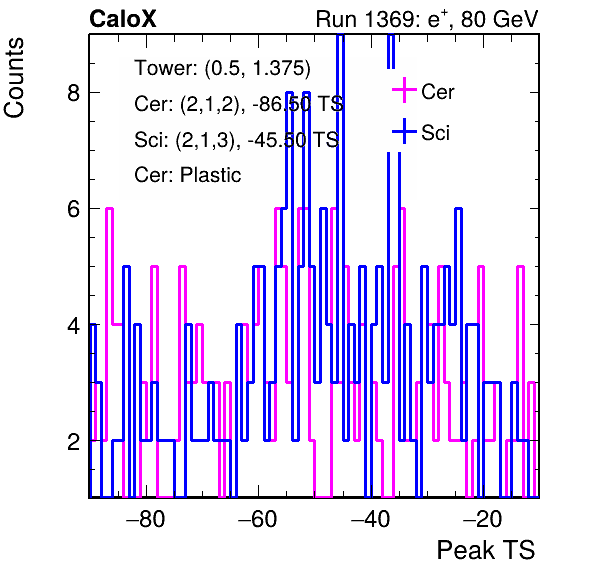 CaloX Run 1369: e+, 80 GeV
Counts
Tower: (0.5, 1.375)
Cer: (2,1,2), -86.50 TS
Sci: (2,1,3), -45.50 TS
Cer: Plastic
Cer
Sci
8
6
4
2
−80 −60 −40 −20
Peak TS